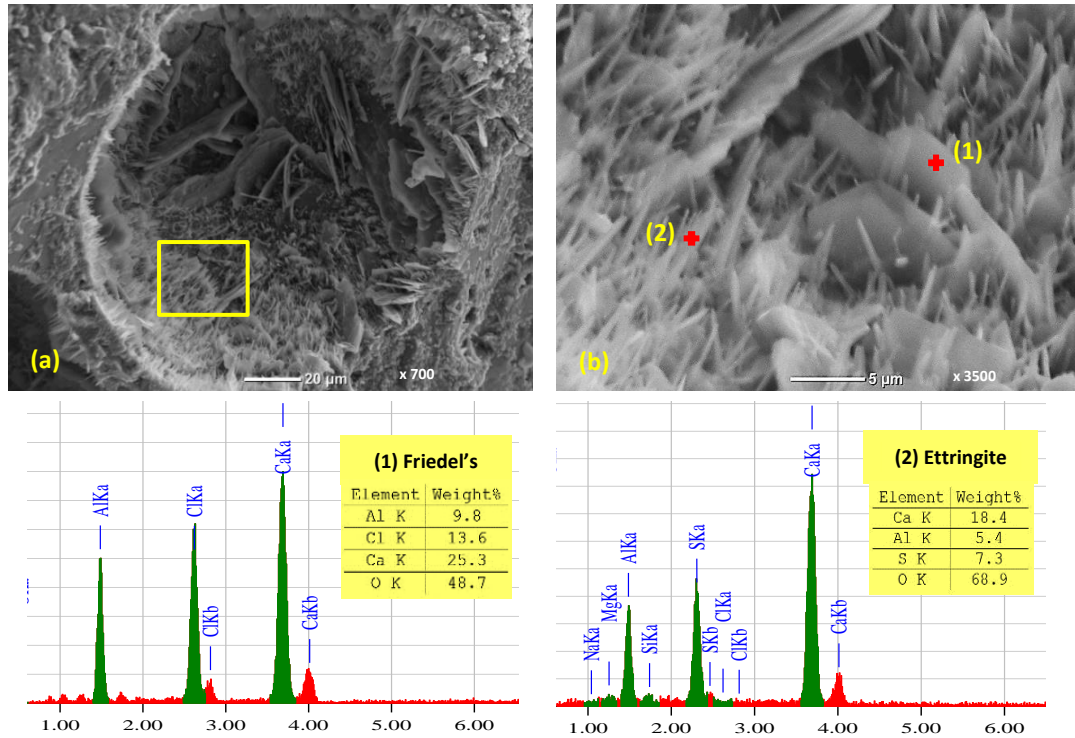 (a)
20 µm
x 700
(1)
(2)
(b)
5 µm
x 3500
AlKa
ClKa
ClKb
CaKa
CaKb
(1) Friedel's
Element Weight%
Al K 9.8
Cl K 13.6
Ca K 25.3
O K 48.7
1.00 2.00 3.00 4.00 5.00 6.00
NaKa
MgKa
AlKa
SiKa
SKa
SKb
ClKa
ClKb
CaKa
CaKb
(2) Ettringite
Element Weight%
Ca K 18.4
Al K 5.4
S K 7.3
O K 68.9
1.00 2.00 3.00 4.00 5.00 6.00